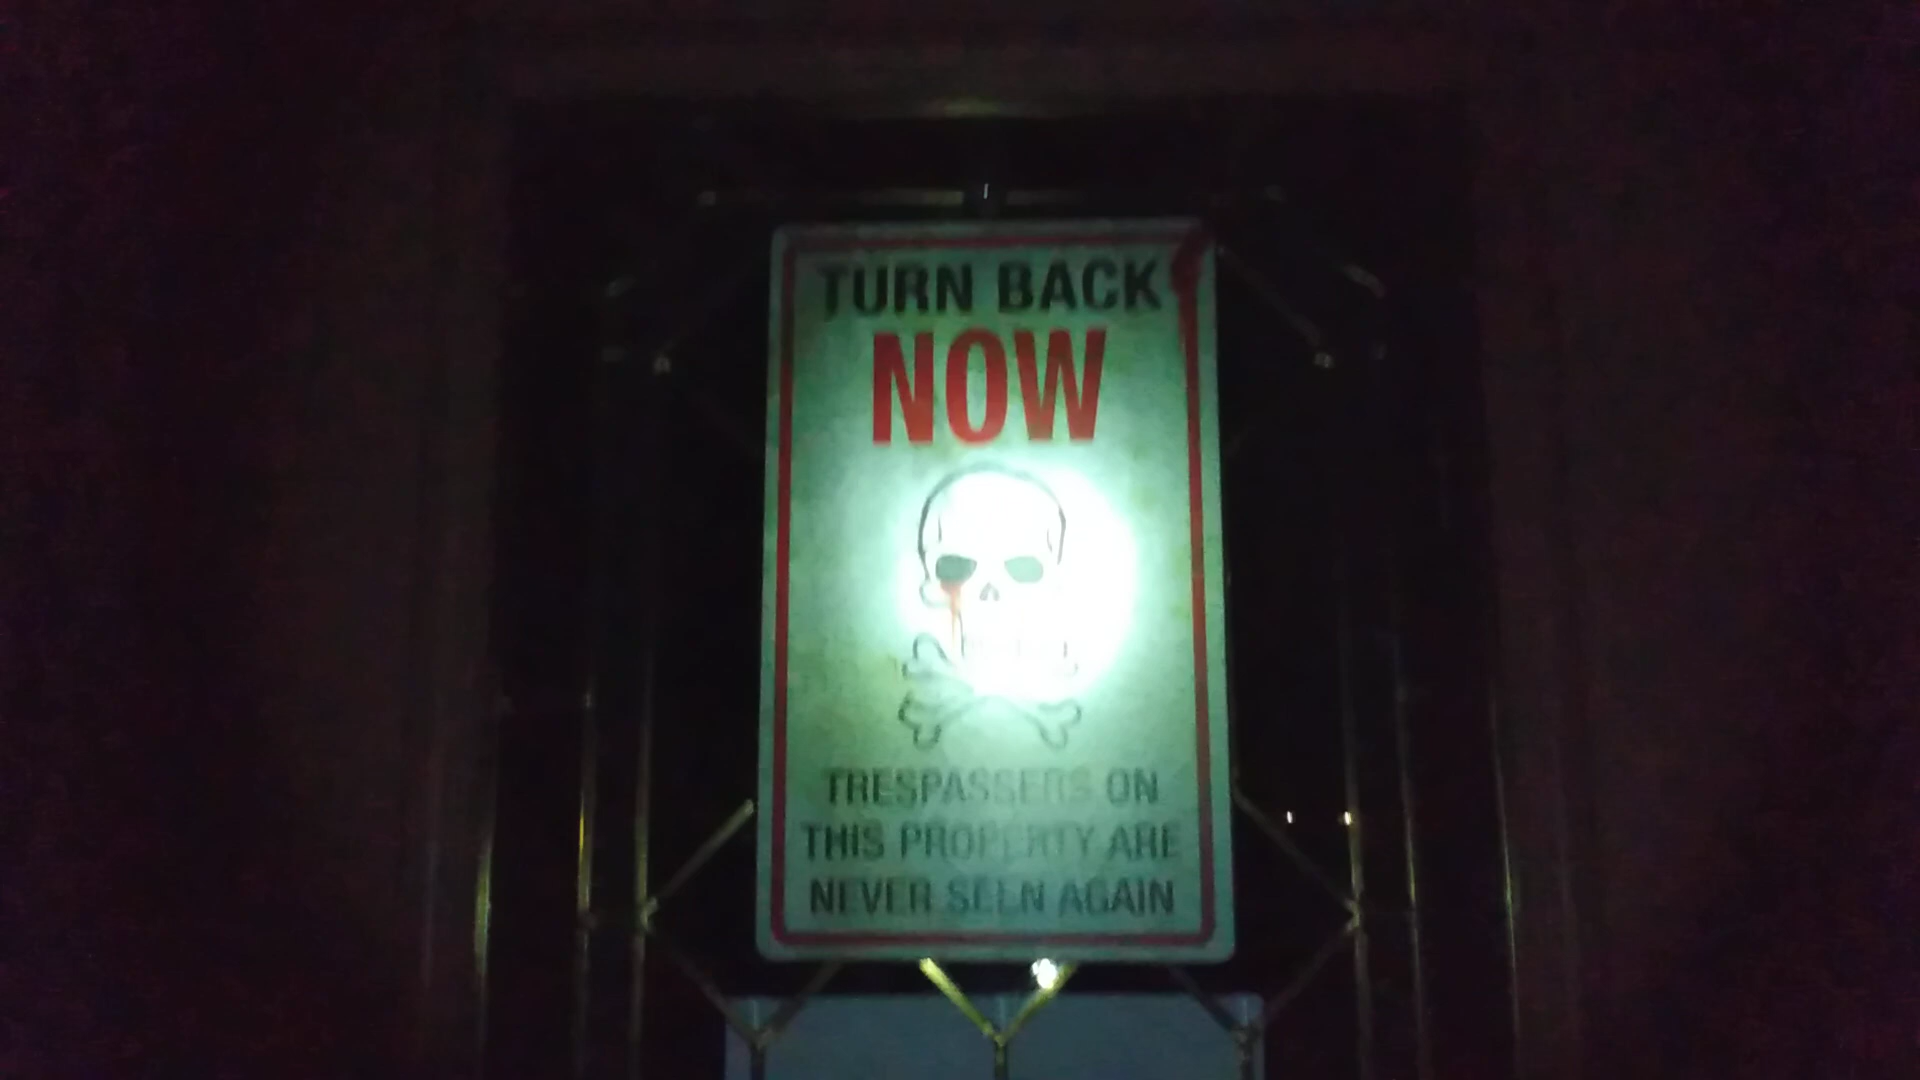 TURN BACK
NOW
TRESPASSERS ON
THIS PROPERTY ARE
NEVER SEEN AGAIN